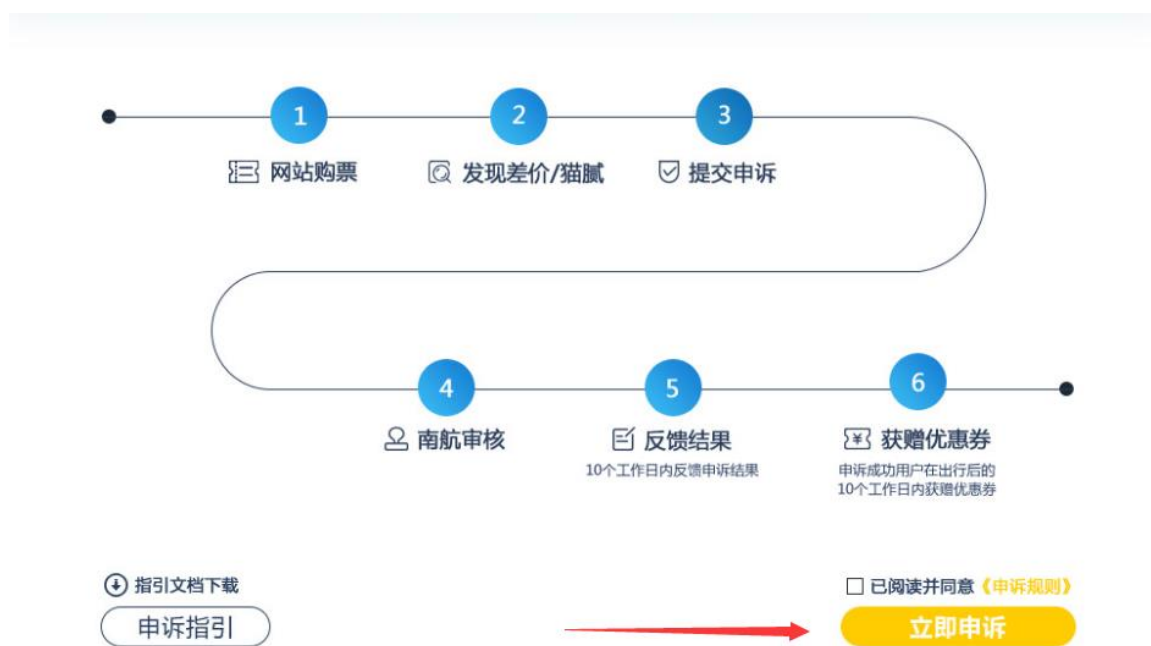 1
2
3
网站购票
发现差价/猫腻
提交申诉
4
5
6
南航审核
反馈结果
获赠优惠券
10个工作日内反馈申诉结果
申诉成功用户在出行后的
10个工作日内获赠优惠券
指引文档下载
已阅读并同意《申诉规则》
申诉指引
立即申诉